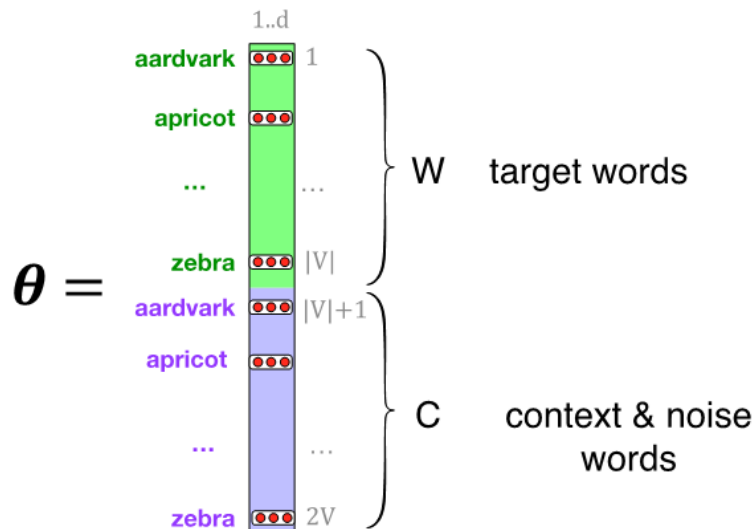 1..d
aardvark 1
apricot
... ...
W target words
zebra |V|
θ =
aardvark |V|+1
apricot
C context & noise
words
... ...
zebra 2V